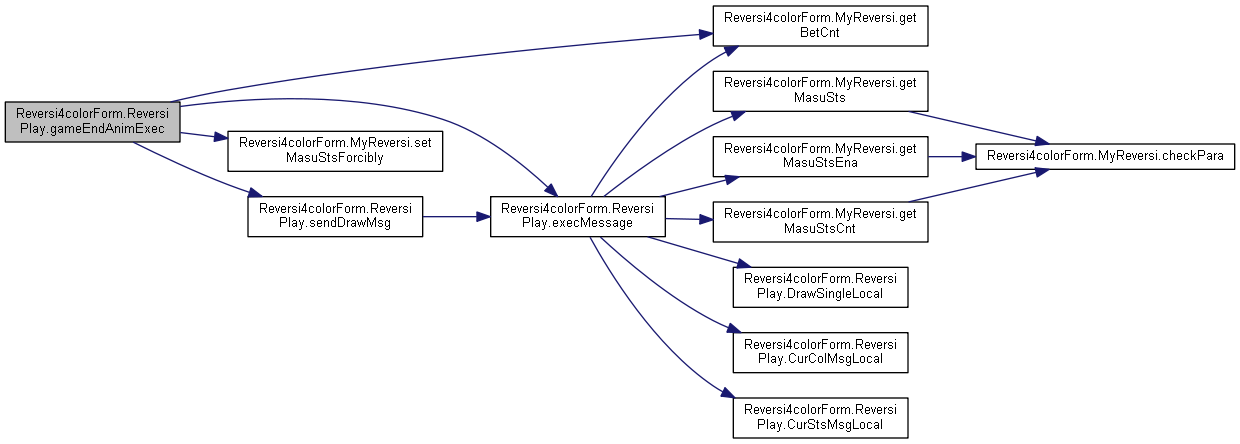 Reversi4colorForm.Reversi
Play.gameEndAnimExec
Reversi4colorForm.MyReversi.set
MasuStsForcibly
Reversi4colorForm.Reversi
Play.sendDrawMsg
Reversi4colorForm.Reversi
Play.execMessage
Reversi4colorForm.MyReversi.get
BetCnt
Reversi4colorForm.MyReversi.get
MasuSts
Reversi4colorForm.MyReversi.get
MasuStsEna
Reversi4colorForm.MyReversi.get
MasuStsCnt
Reversi4colorForm.Reversi
Play.DrawSingleLocal
Reversi4colorForm.Reversi
Play.CurColMsgLocal
Reversi4colorForm.Reversi
Play.CurStsMsgLocal
Reversi4colorForm.MyReversi.checkPara